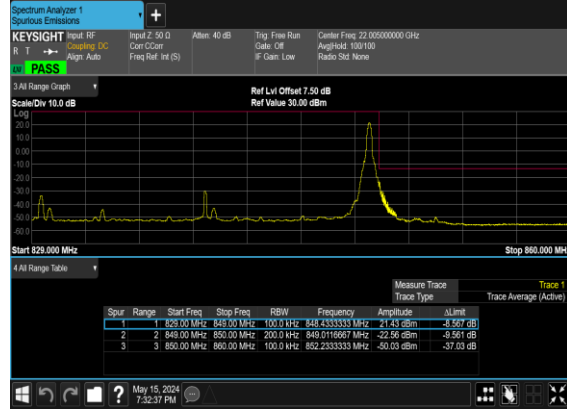 Spectrum Analyzer 1
Spurious Emissions
+
KEYSIGHT Input: RF Input Z: 50 Ω Atten: 40 dB Trig: Free Run Center Freq: 22.005000000 GHz
R T Coupling: DC Corr CCorr Gate: Off Avg|Hold: 100/100
Align: Auto Freq Ref: Int (S) IF Gain: Low Radio Std: None
PASS
3 All Range Graph
Ref Lvl Offset 7.50 dB
Scale/Div 10.0 dB Ref Value 30.00 dBm
Log
20.0
10.0
0.00
-10.0
-20.0
-30.0
-40.0
-50.0
-60.0
Start 829.000 MHz Stop 860.000 MH
4 All Range Table
Measure Trace Trace 1
Trace Type Trace Average (Active)
Spur Range Start Freq Stop Freq RBW Frequency Amplitude ΔLimit
1 1 829.00 MHz 849.00 MHz 100.0 kHz 848.4333333 MHz 21.43 dBm -8.567 dB
2 2 849.00 MHz 850.00 MHz 200.0 kHz 849.0116667 MHz -22.56 dBm -9.561 dB
3 3 850.00 MHz 860.00 MHz 100.0 kHz 852.2333333 MHz -50.03 dBm -37.03 dB
? May 15, 2024
7:32:37 PM